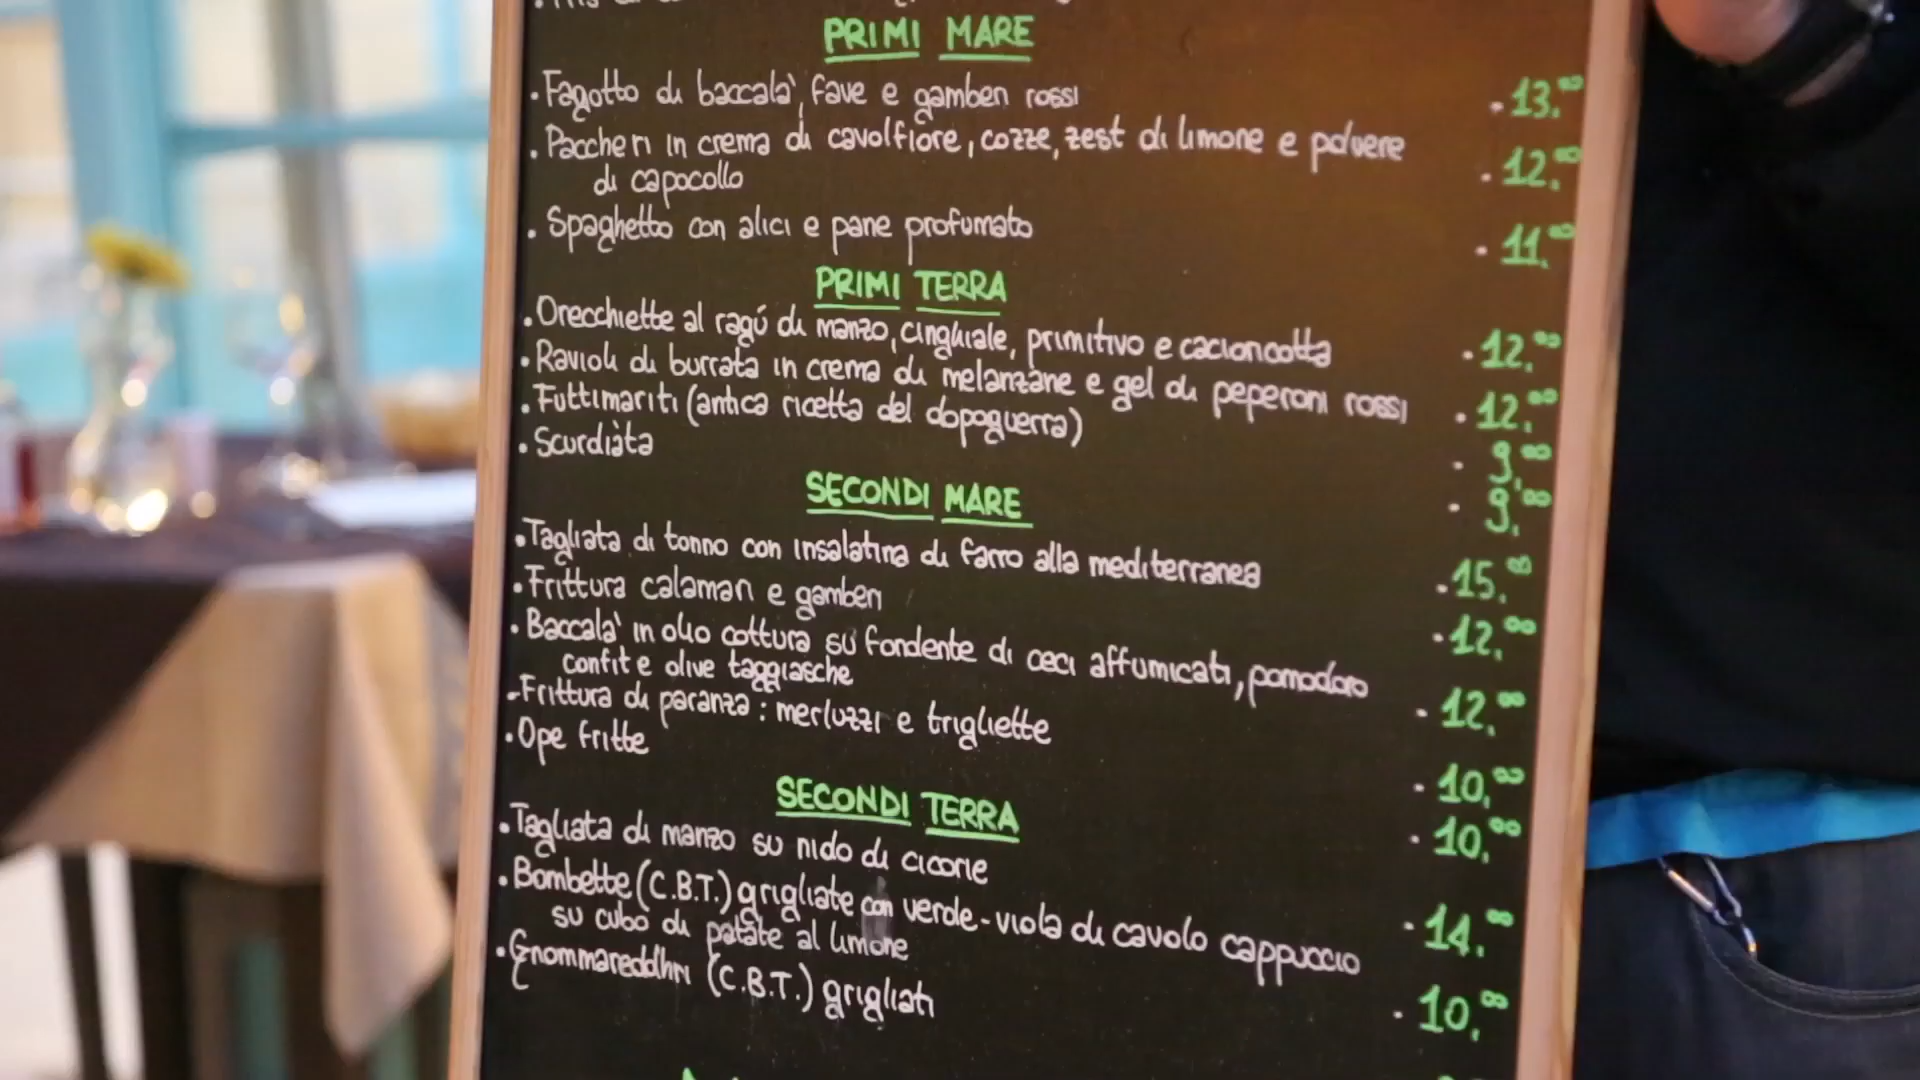 PRIMI MARE
• Fagotto di baccala', fave e gamberi rossi - 13.00
• Paccheri in crema di cavolfiore, cozze, zest di limone e polvere
di capocollo - 12.00
• Spaghetto con alici e pane profumato - 11.00
PRIMI TERRA
• Orecchiette al ragú di manzo, cinghiale, primitivo e cacioricotta - 12.00
• Ravioli di burrata in crema di melanzane e gel di peperoni rossi - 12.00
• Futtimariti (antica ricetta del dopoguerra) - 9.00
• Scurdiàta - 9.00
SECONDI MARE
• Tagliata di tonno con insalatina di farro alla mediterranea - 15.00
• Frittura calamari e gamberi - 12.00
• Baccala' in olio cottura su fondente di ceci affumicati, pomodoro
confit e olive taggiasche - 12.00
• Frittura di paranza: merluzzi e trigliette - 10.00
• Ope fritte - 10.00
SECONDI TERRA
• Tagliata di manzo su nido di cicorie - 14.00
• Bombette (C.B.T.) grigliate con verde-viola di cavolo cappuccio
su cubo di patate al limone - 10.00
• Gnommareddhri (C.B.T.) grigliati